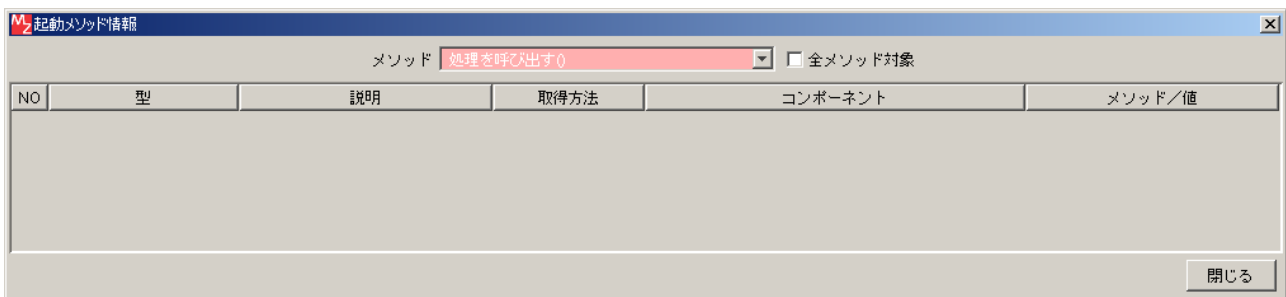 MZ 起動メソッド情報
メソッド 処理を呼び出す() 全メソッド対象
NO 型 説明 取得方法 コンポーネント メソッド/値
閉じる